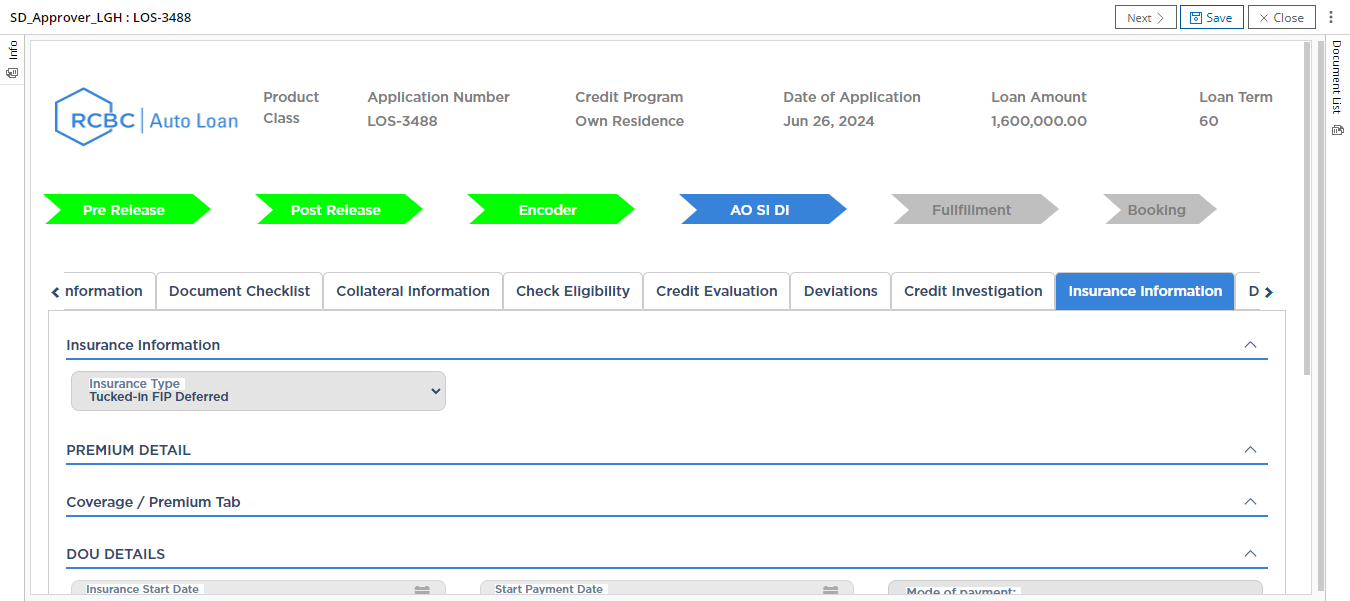 SD_Approver_LGH : LOS-3488
Next
Save
Close
Info
Document List
RCBC Auto Loan
Product Class
Application Number
LOS-3488
Credit Program
Own Residence
Date of Application
Jun 26, 2024
Loan Amount
1,600,000.00
Loan Term
60
Pre Release
Post Release
Encoder
AO SI DI
Fullfillment
Booking
nformation
Document Checklist
Collateral Information
Check Eligibility
Credit Evaluation
Deviations
Credit Investigation
Insurance Information
D
Insurance Information
Insurance Type
Tucked-in FIP Deferred
PREMIUM DETAIL
Coverage / Premium Tab
DOU DETAILS
Insurance Start Date
Start Payment Date
Mode of payment: